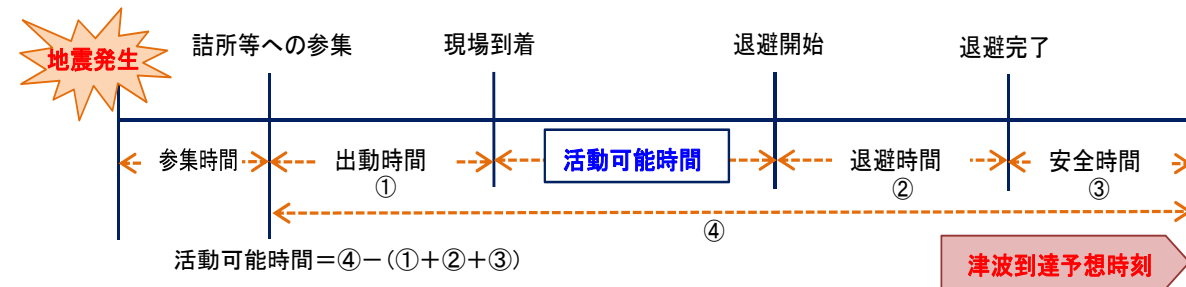 地震発生
詰所等への参集
現場到着
退避開始
退避完了
参集時間
出動時間
①
活動可能時間
退避時間
②
安全時間
③
④
活動可能時間＝④－(①＋②＋③)
津波到達予想時刻